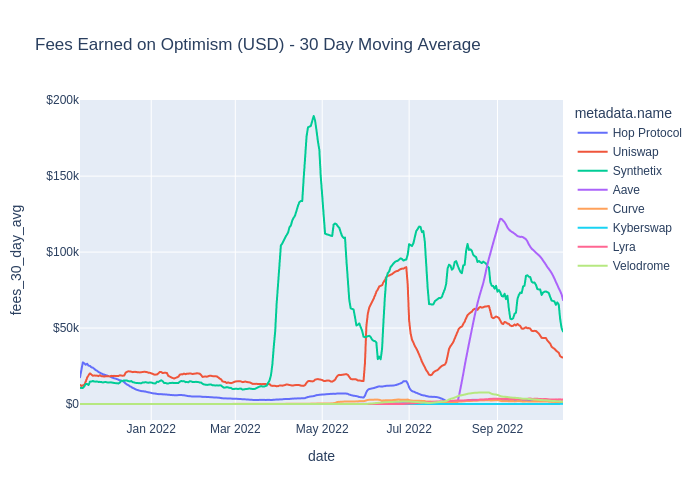 Fees Earned on Optimism (USD) - 30 Day Moving Average
$200k
$150k
$100k
$50k
$0
fees_30_day_avg
Jan 2022
Mar 2022
May 2022
Jul 2022
Sep 2022
date
metadata.name
Hop Protocol
Uniswap
Synthetix
Aave
Curve
Kyberswap
Lyra
Velodrome